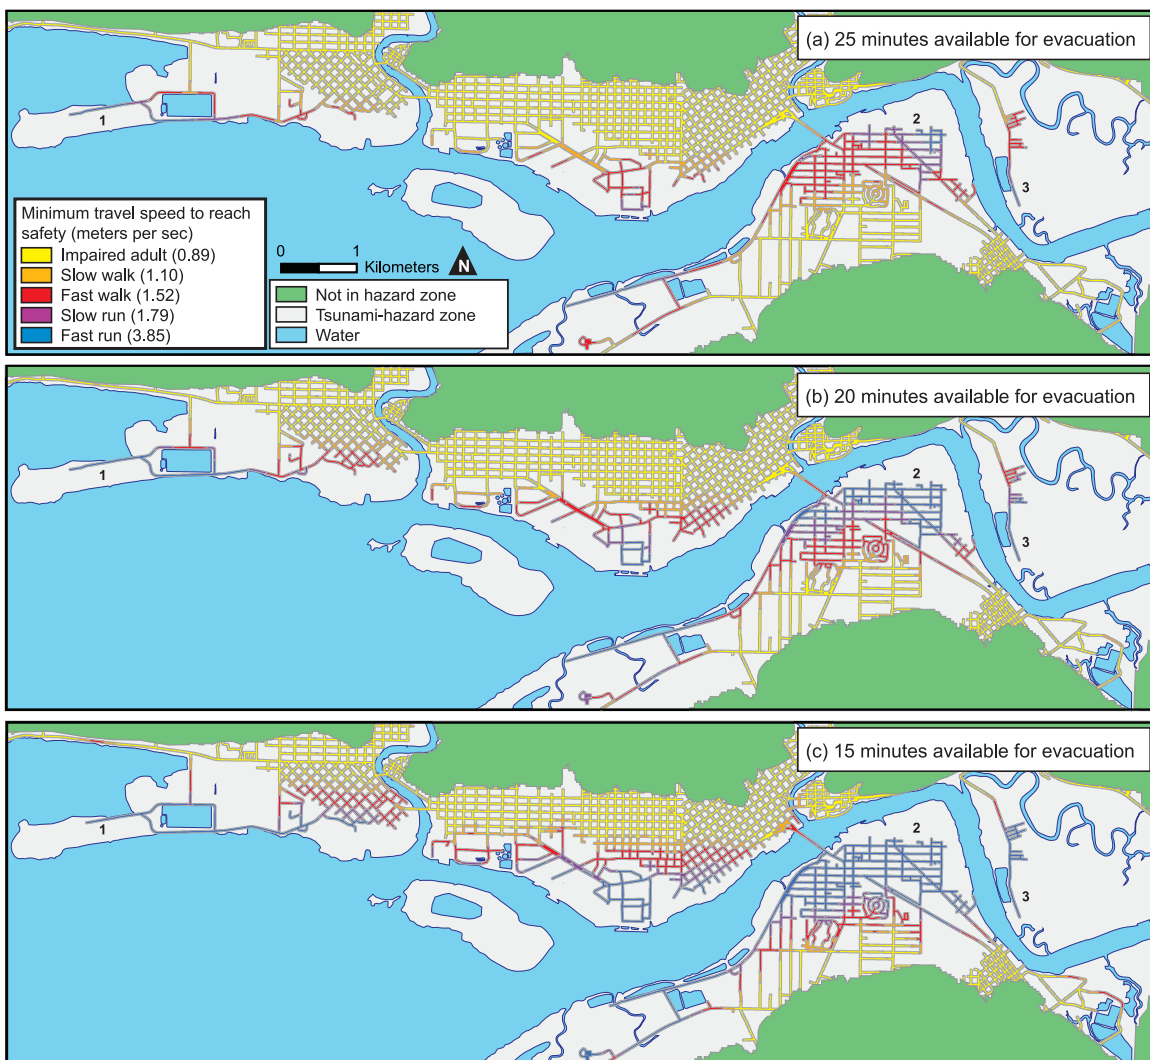 (a) 25 minutes available for evacuation
1
2
3
Minimum travel speed to reach
safety (meters per sec)
Impaired adult (0.89)
Slow walk (1.10)
Fast walk (1.52)
Slow run (1.79)
Fast run (3.85)
0 1
Kilometers
N
Not in hazard zone
Tsunami-hazard zone
Water
(b) 20 minutes available for evacuation
1
2
3
(c) 15 minutes available for evacuation
1
2
3